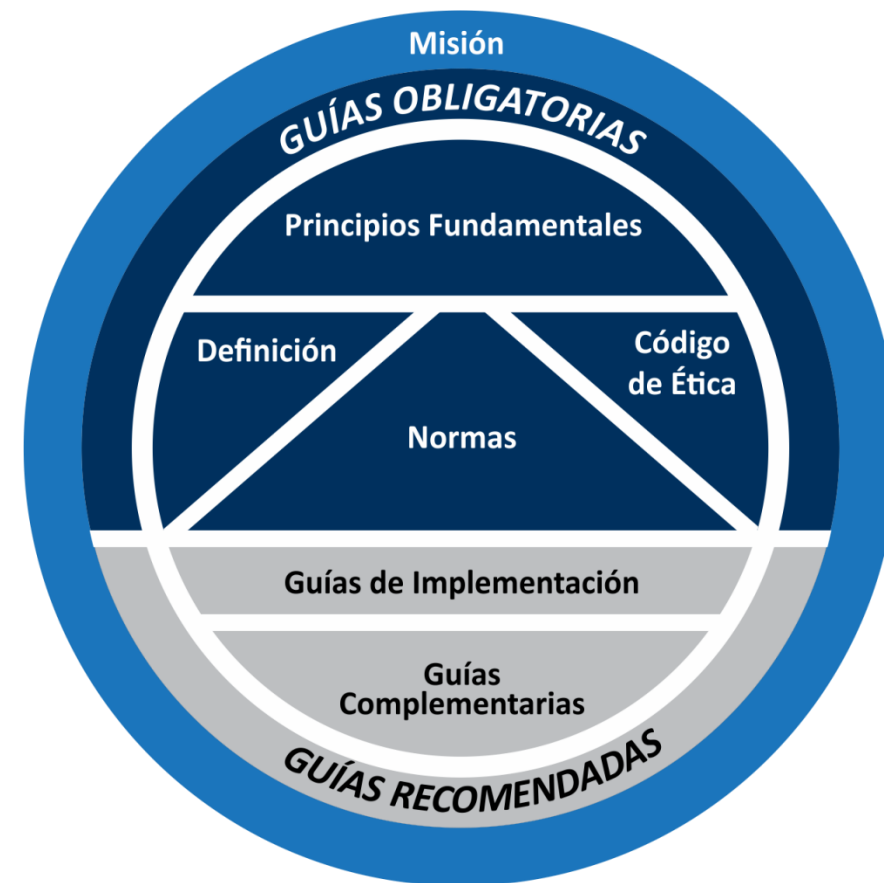 Misión
GUÍAS OBLIGATORIAS
Principios Fundamentales
Definición
Código
de Ética
Normas
Guías de Implementación
Guías
Complementarias
GUÍAS RECOMENDADAS